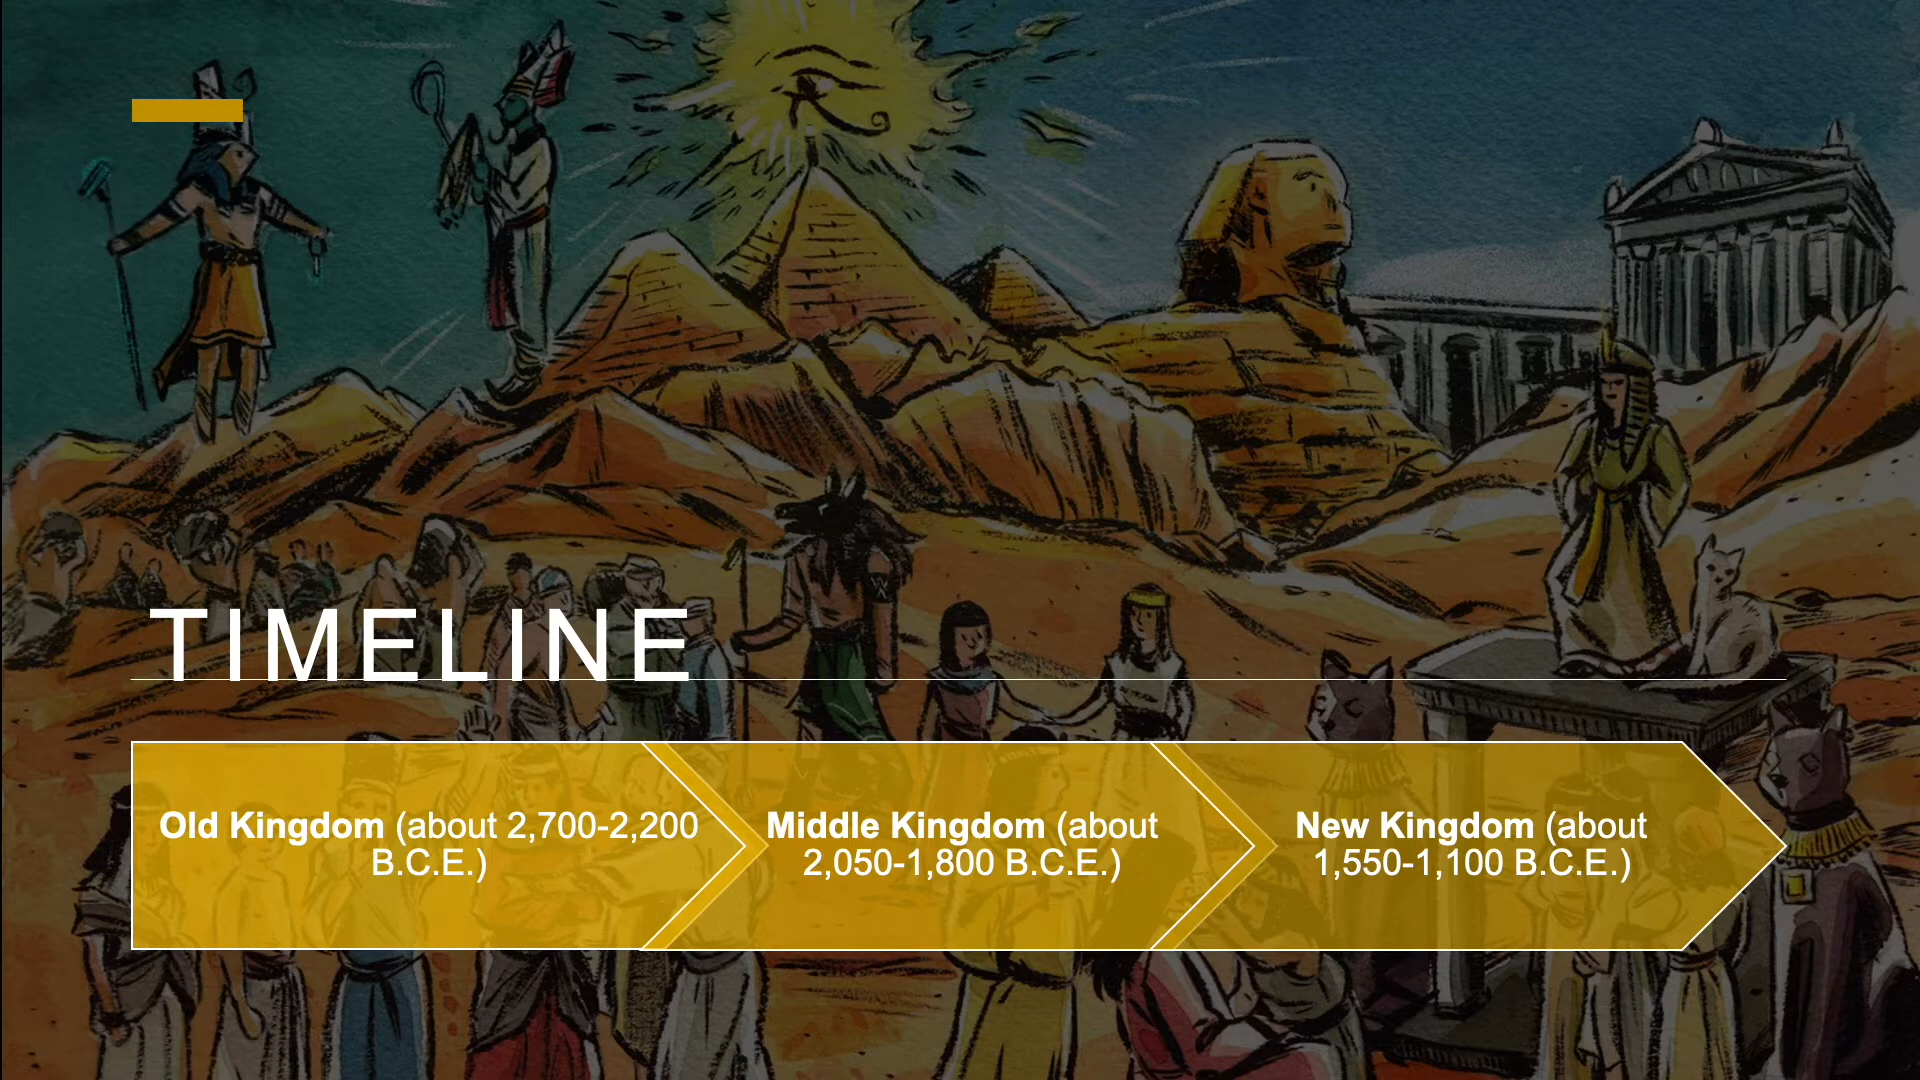 TIMELINE
Old Kingdom (about 2,700-2,200
B.C.E.)
Middle Kingdom (about
2,050-1,800 B.C.E.)
New Kingdom (about
1,550-1,100 B.C.E.)